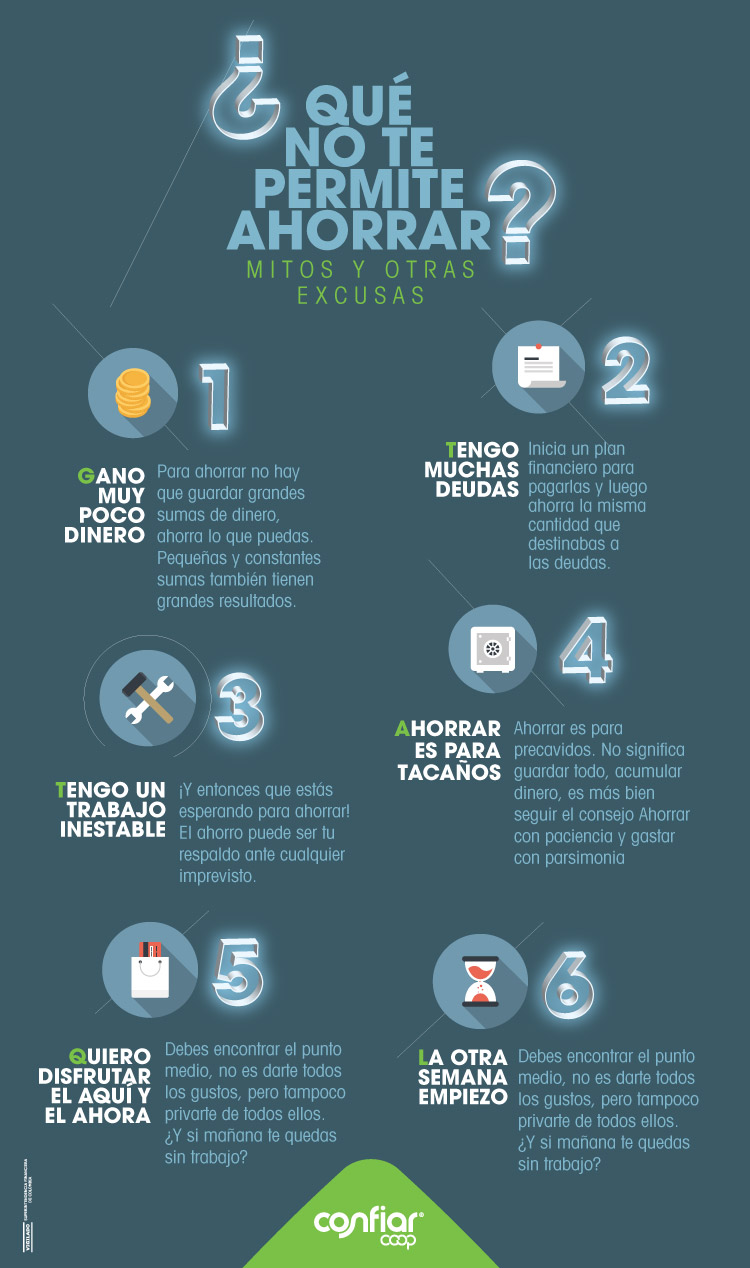 ¿QUÉ
NO TE
PERMITE
AHORRAR?
MITOS Y OTRAS
EXCUSAS
1
GANO
MUY
POCO
DINERO
Para ahorrar no hay
que guardar grandes
sumas de dinero,
ahorra lo que puedas.
Pequeñas y constantes
sumas también tienen
grandes resultados.
2
TENGO
MUCHAS
DEUDAS
Inicia un plan
financiero para
pagarlas y luego
ahorra la misma
cantidad que
destinabas a
las deudas.
3
TENGO UN
TRABAJO
INESTABLE
¡Y entonces que estás
esperando para ahorrar!
El ahorro puede ser tu
respaldo ante cualquier
imprevisto.
4
AHORRAR
ES PARA
TACAÑOS
Ahorrar es para
precavidos. No significa
guardar todo, acumular
dinero, es más bien
seguir el consejo Ahorrar
con paciencia y gastar
con parsimonia
5
QUIERO
DISFRUTAR
EL AQUÍ Y
EL AHORA
Debes encontrar el punto
medio, no es darte todos
los gustos, pero tampoco
privarte de todos ellos.
¿Y si mañana te quedas
sin trabajo?
6
LA OTRA
SEMANA
EMPIEZO
Debes encontrar el punto
medio, no es darte todos
los gustos, pero tampoco
privarte de todos ellos.
¿Y si mañana te quedas
sin trabajo?
VIGILADO
SUPERINTENDENCIA FINANCIERA
DE COLOMBIA
confiar®
coop